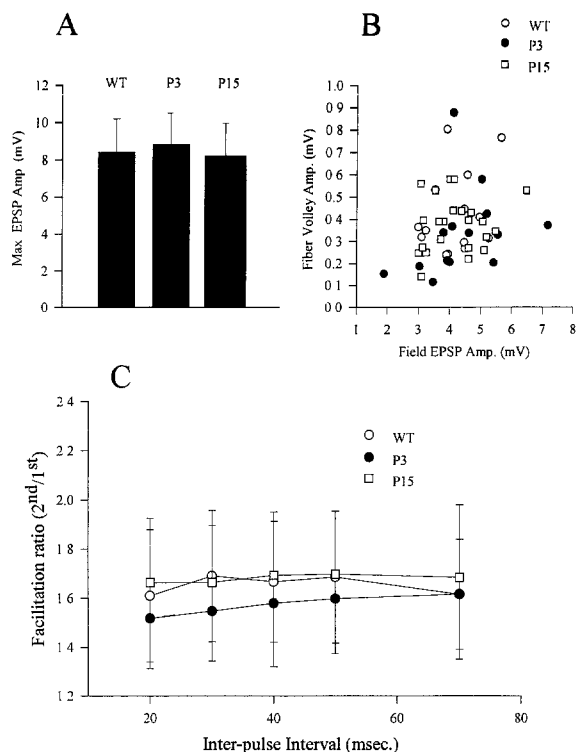 A
WT P3 P15
Max EPSP Amp (mV)
12
10
8
6
4
2
0
B
WT
P3
P15
Fiber Volley Amp. (mV)
1 0
0 9
0 8
0 7
0 6
0 5
0 4
0 3
0 2
0 1
0 0
1 2 3 4 5 6 7 8
Field EPSP Amp. (mV)
C
WT
P3
P15
Facilitation ratio (2nd/1st)
2 4
2.0
1.8
1.6
1 4
1 2
20 40 60 80
Inter-pulse Interval (msec.)